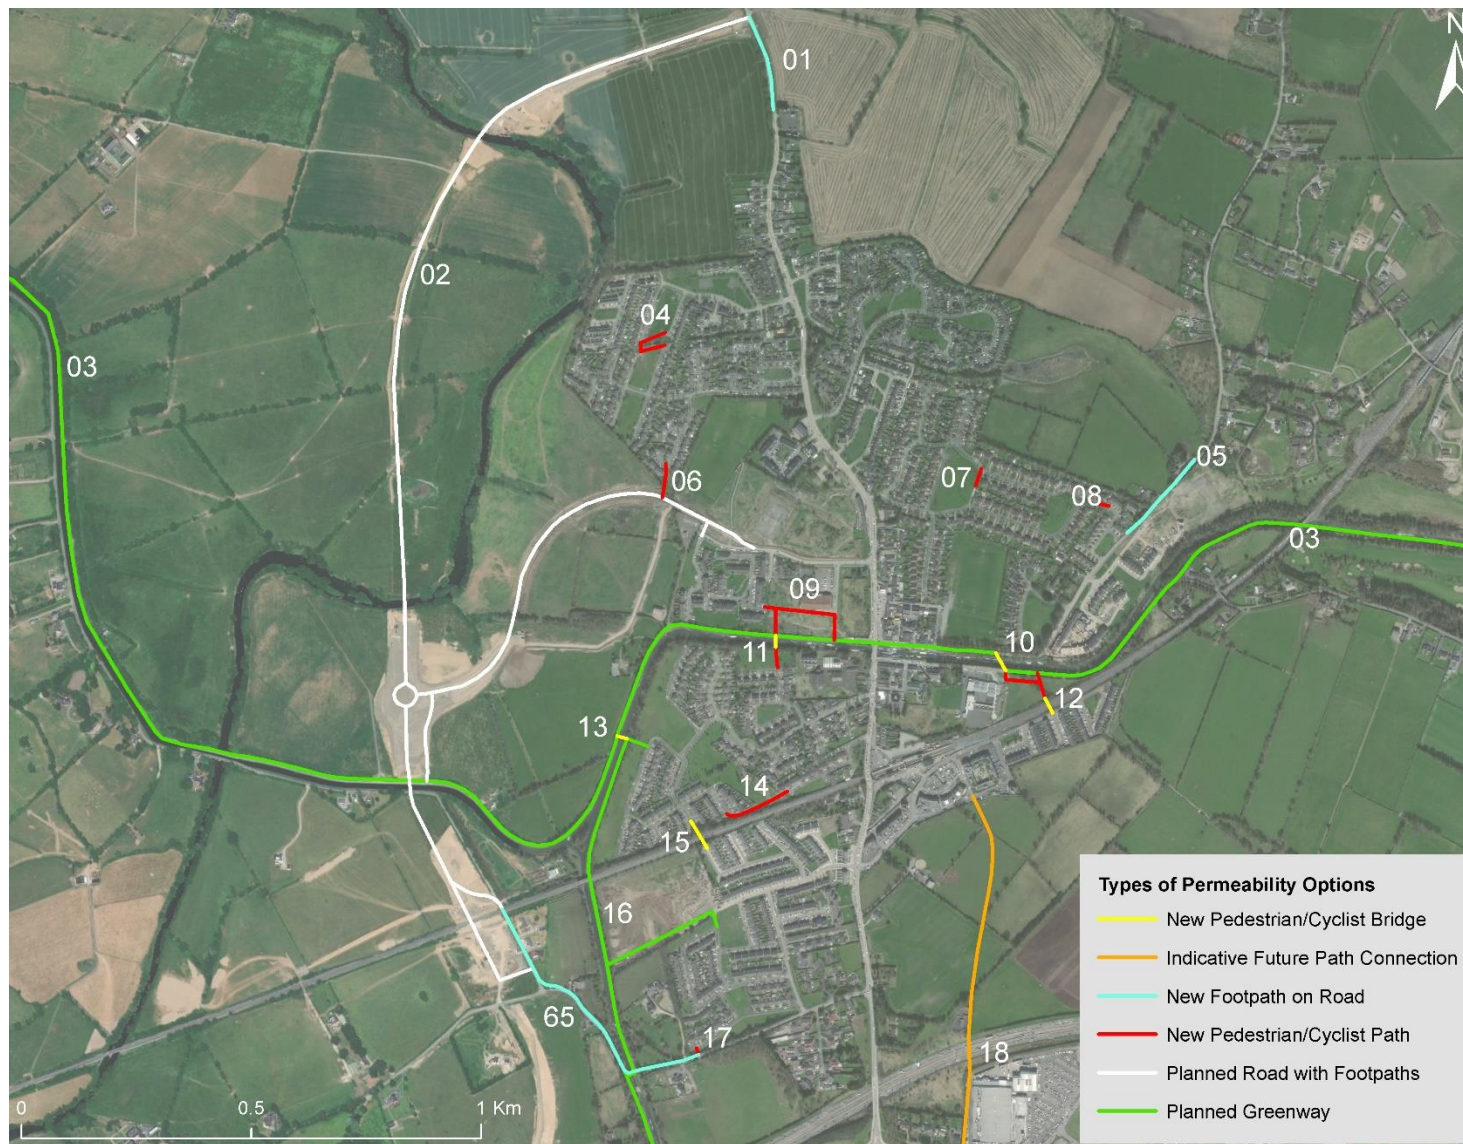 N
01
02
03
04
05
06
07
08
03
09
10
11
12
13
14
15
16
65
17
18
Types of Permeability Options
New Pedestrian/Cyclist Bridge
Indicative Future Path Connection
New Footpath on Road
New Pedestrian/Cyclist Path
Planned Road with Footpaths
Planned Greenway
0 0.5 1 Km